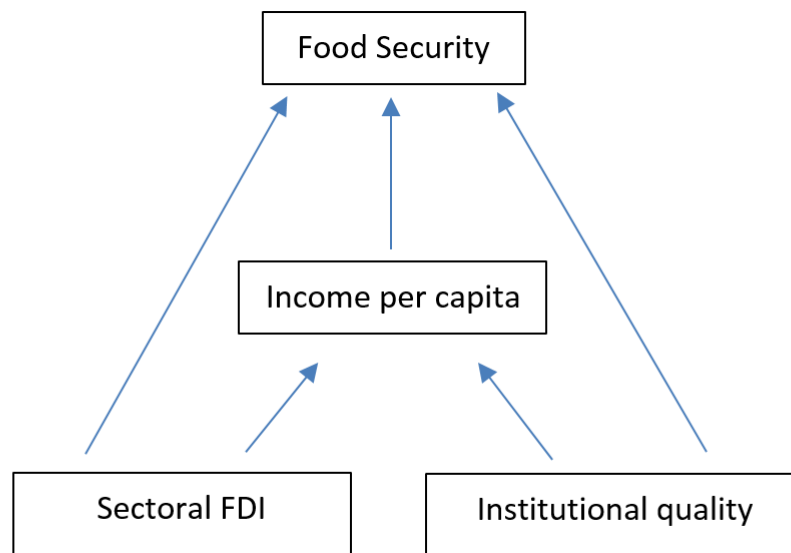 Food Security
Income per capita
Sectoral FDI
Institutional quality